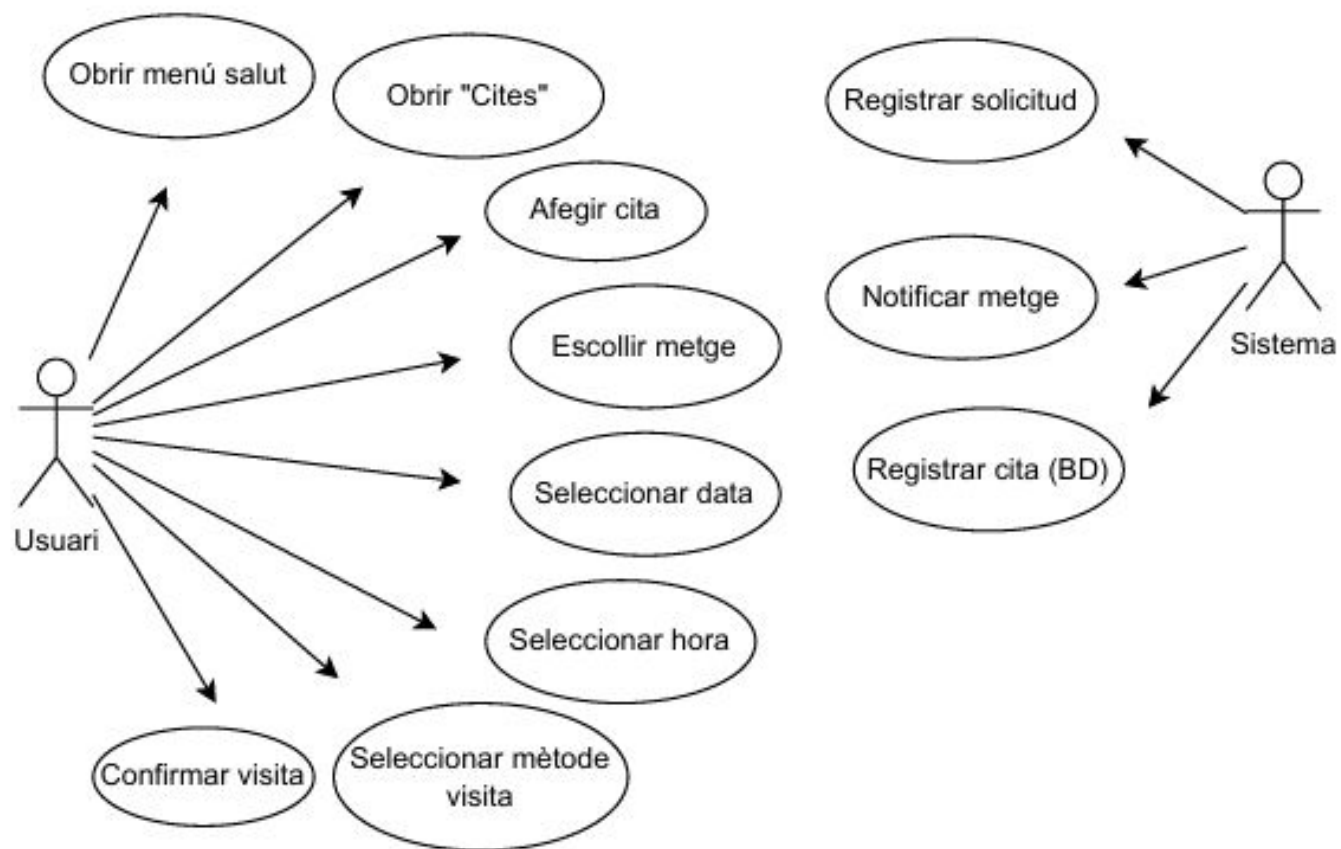 Obrir menú salut
Obrir "Cites"
Registrar solicitud
Afegir cita
Notificar metge
Escollir metge
Sistema
Registrar cita (BD)
Seleccionar data
Usuari
Seleccionar hora
Confirmar visita
Seleccionar mètode
visita